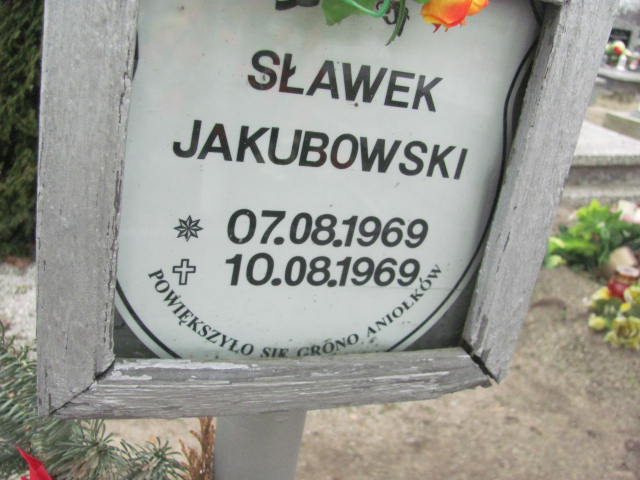 SŁAWEK
JAKUBOWSKI
07.08.1969
10.08.1969
POWIĘKSZYŁO SIĘ GRONO ANIOŁKÓW